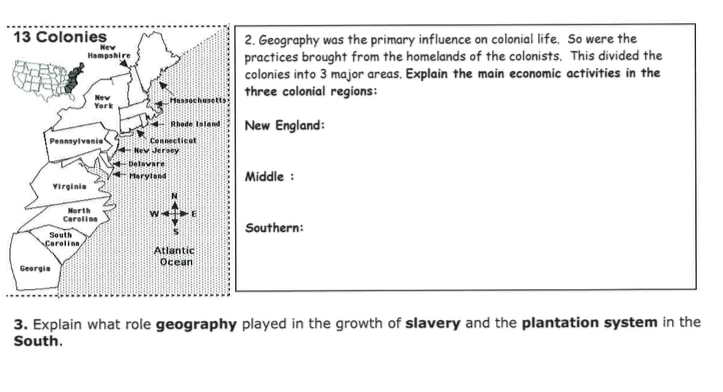 13 Colonies
New
Hampshire
New
York
Massachusetts
Rhode Island
Pennsylvania
Connecticut
New Jersey
Delaware
Maryland
Virginia
North
Carolina
South
Carolina
Georgia
N
W E
S
Atlantic
Ocean
2. Geography was the primary influence on colonial life. So were the
practices brought from the homelands of the colonists. This divided the
colonies into 3 major areas. Explain the main economic activities in the
three colonial regions:
New England:
Middle :
Southern:
3. Explain what role geography played in the growth of slavery and the plantation system in the
South.